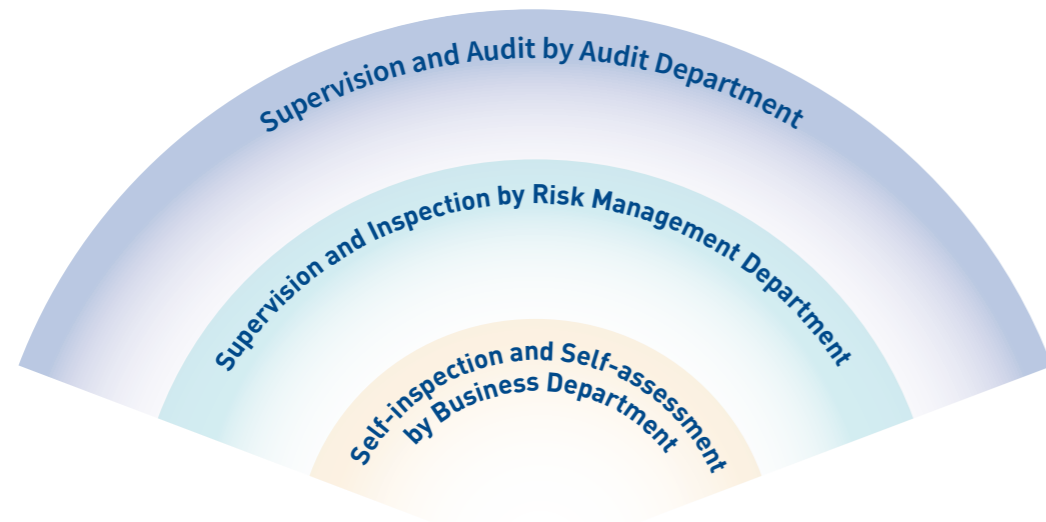 Supervision and Audit by Audit Department
Supervision and Inspection by Risk Management Department
Self-inspection and Self-assessment
by Business Department